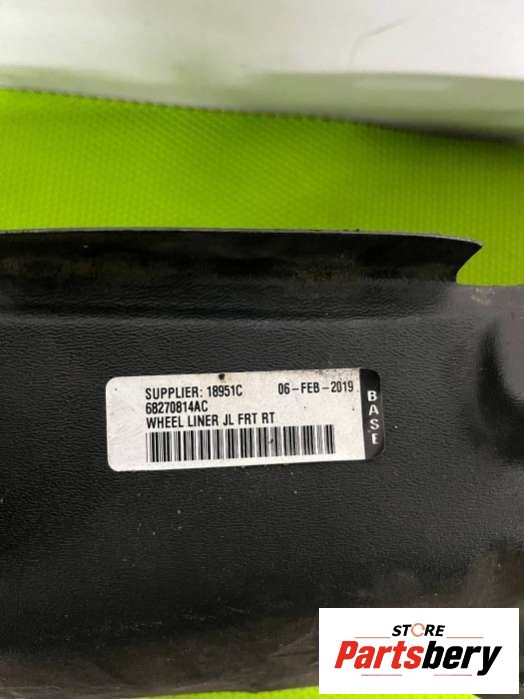 SUPPLIER: 18951C 06-FEB-2019
68270814AC
WHEEL LINER JL FRT RT
BASE
STORE
Partsbery